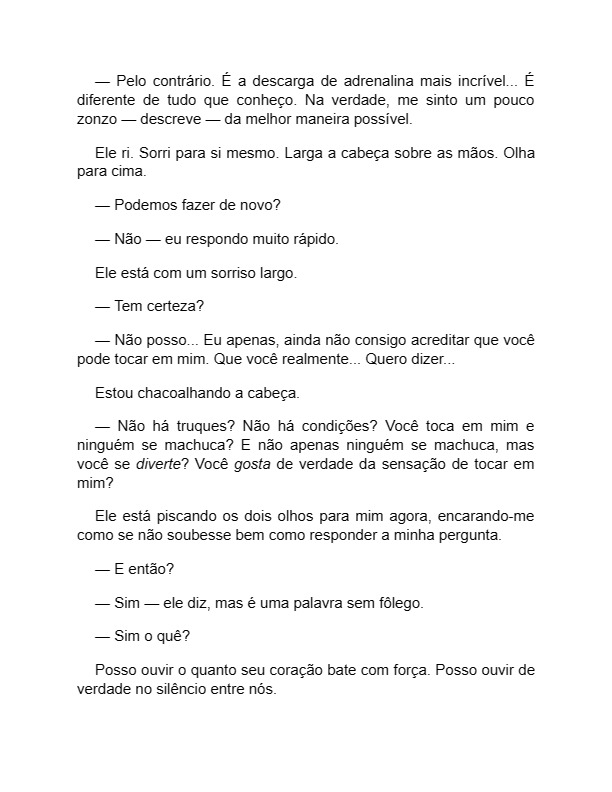 — Pelo contrário. É a descarga de adrenalina mais incrível... É
diferente de tudo que conheço. Na verdade, me sinto um pouco
zonzo — descreve — da melhor maneira possível.
Ele ri. Sorri para si mesmo. Larga a cabeça sobre as mãos. Olha
para cima.
— Podemos fazer de novo?
— Não — eu respondo muito rápido.
Ele está com um sorriso largo.
— Tem certeza?
— Não posso... Eu apenas, ainda não consigo acreditar que você
pode tocar em mim. Que você realmente... Quero dizer...
Estou chacoalhando a cabeça.
— Não há truques? Não há condições? Você toca em mim e
ninguém se machuca? E não apenas ninguém se machuca, mas
você se diverte? Você gosta de verdade da sensação de tocar em
mim?
Ele está piscando os dois olhos para mim agora, encarando-me
como se não soubesse bem como responder a minha pergunta.
— E então?
— Sim — ele diz, mas é uma palavra sem fôlego.
— Sim o quê?
Posso ouvir o quanto seu coração bate com força. Posso ouvir de
verdade no silêncio entre nós.